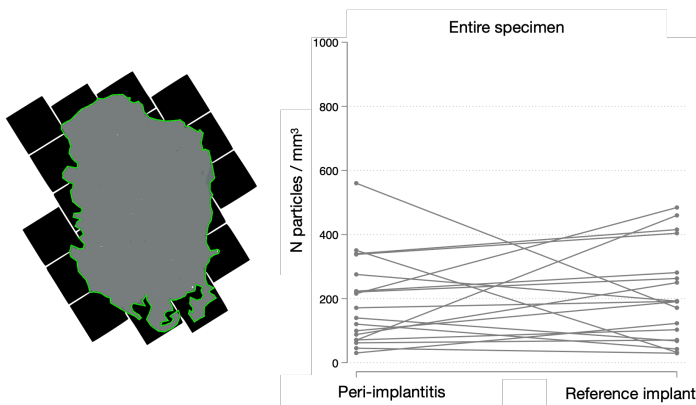 Entire specimen
1000
800
600
400
200
0
N particles / mm³
Peri-implantitis
Reference implant